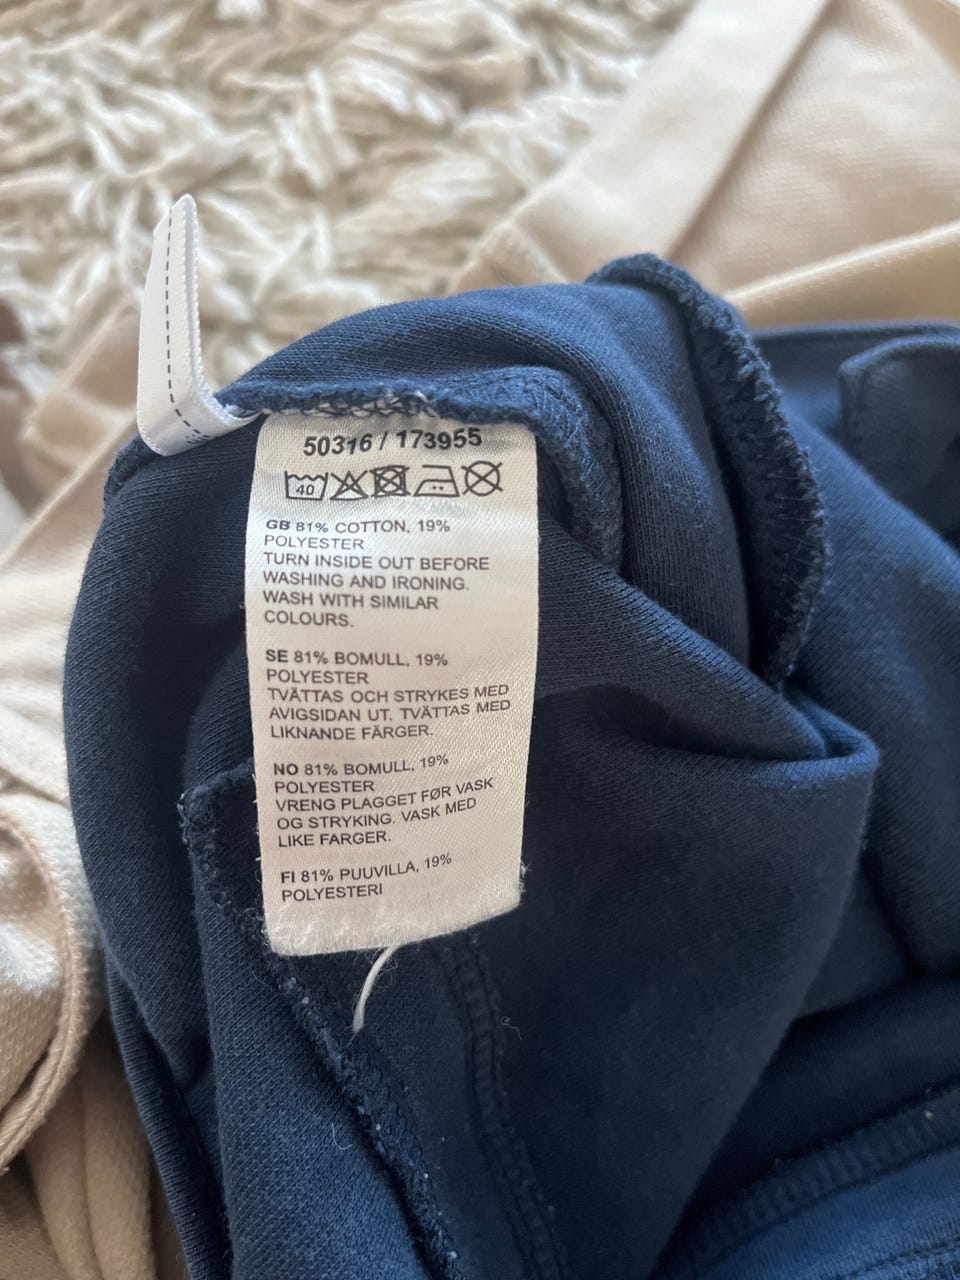 50316 / 173955
40
GB 81% COTTON, 19%
POLYESTER
TURN INSIDE OUT BEFORE
WASHING AND IRONING.
WASH WITH SIMILAR
COLOURS.
SE 81% BOMULL, 19%
POLYESTER
TVÄTTAS OCH STRYKES MED
AVIGSIDAN UT. TVÄTTAS MED
LIKNANDE FÄRGER.
NO 81% BOMULL, 19%
POLYESTER
VRENG PLAGGET FØR VASK
OG STRYKING. VASK MED
LIKE FARGER.
FI 81% PUUVILLA, 19%
POLYESTERI